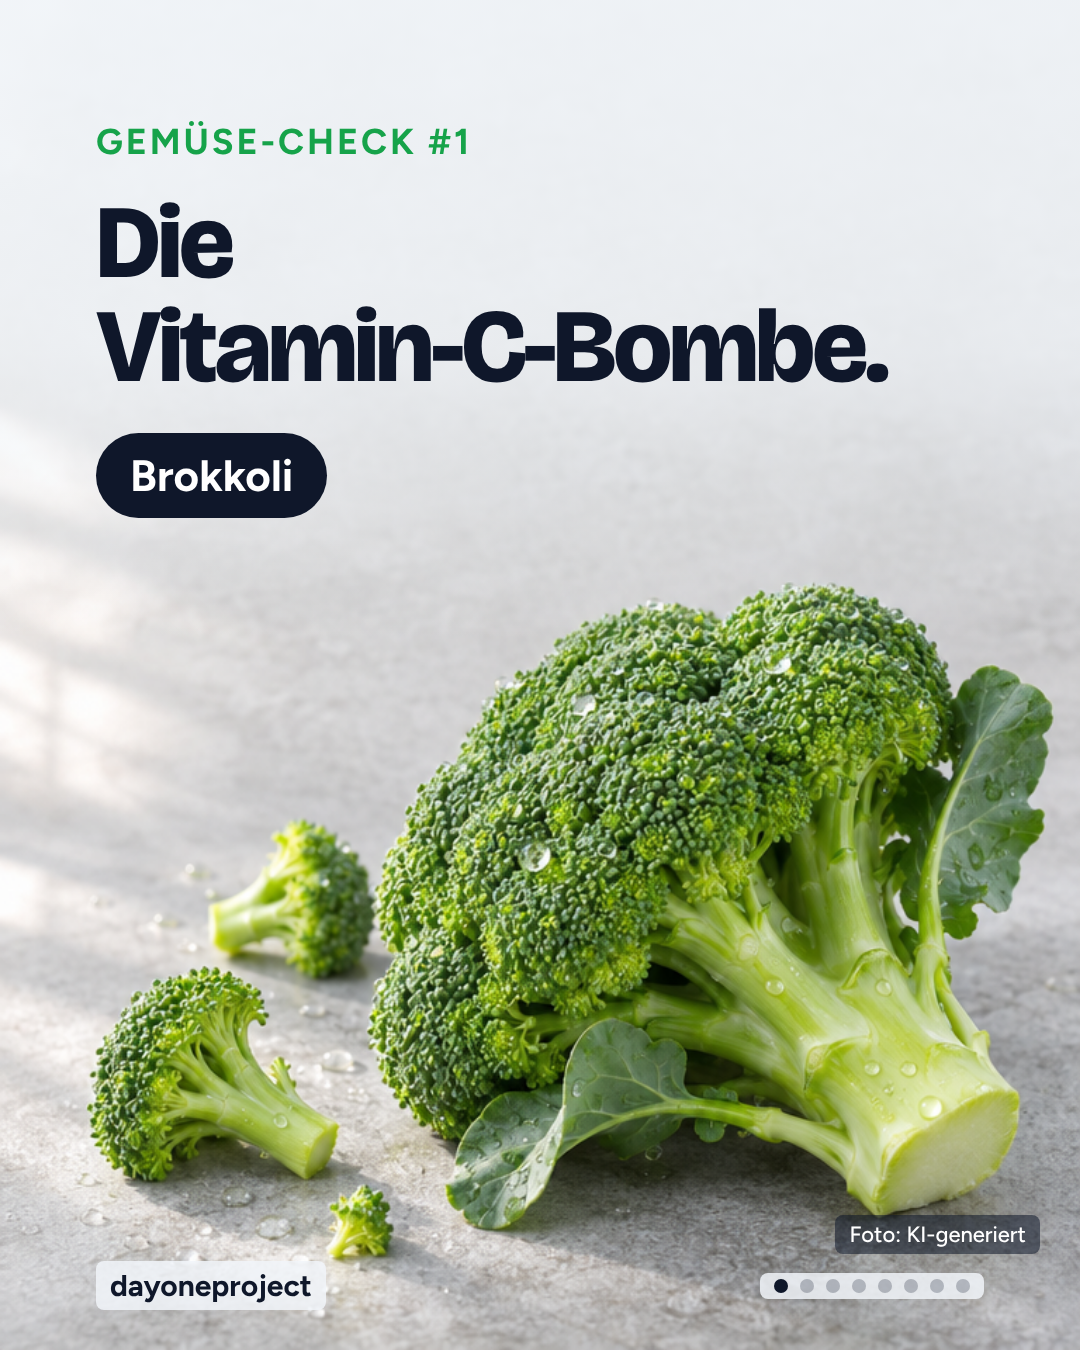 GEMÜSE-CHECK #1
Die
Vitamin-C-Bombe.
Brokkoli
Foto: KI-generiert
dayoneproject